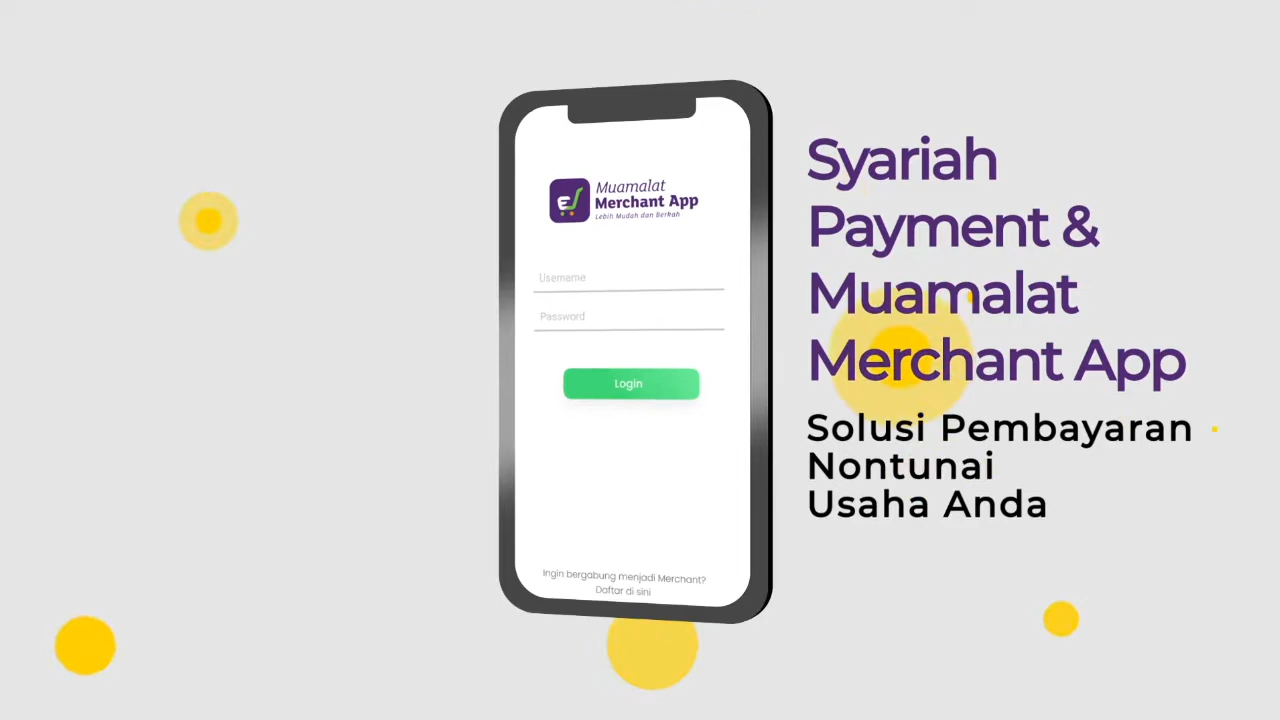 Muamalat
Merchant App
Lebih Mudah dan Berkah
Username
Password
Login
Ingin bergabung menjadi Merchant?
Daftar di sini
Syariah
Payment &
Muamalat
Merchant App
Solusi Pembayaran
Nontunai
Usaha Anda